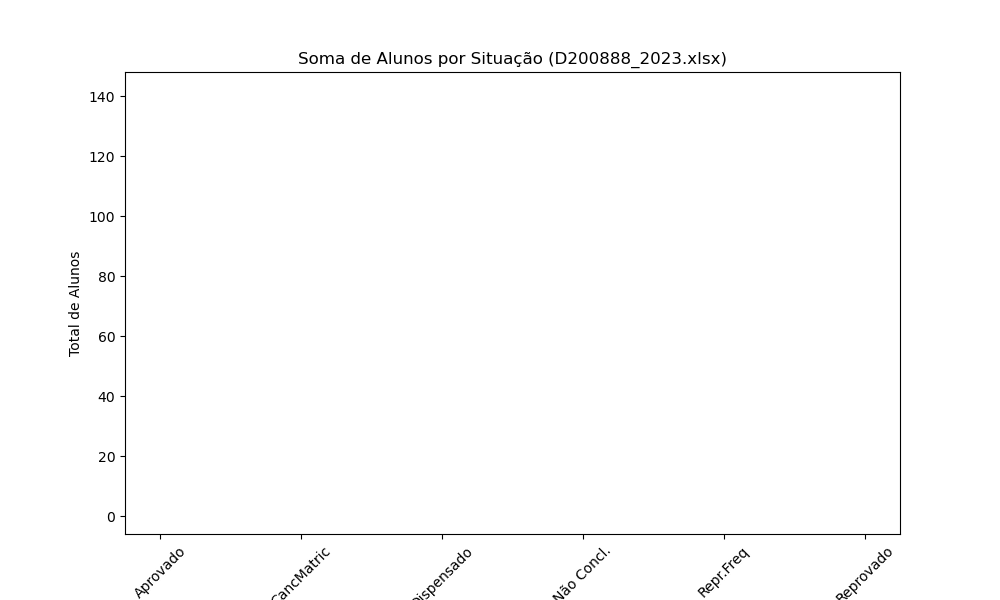 Soma de Alunos por Situação (D200888_2023.xlsx)
140
120
100
80
60
40
20
0
Total de Alunos
Aprovado
CancMatric
Dispensado
Não Concl.
Repr.Freq
Reprovado